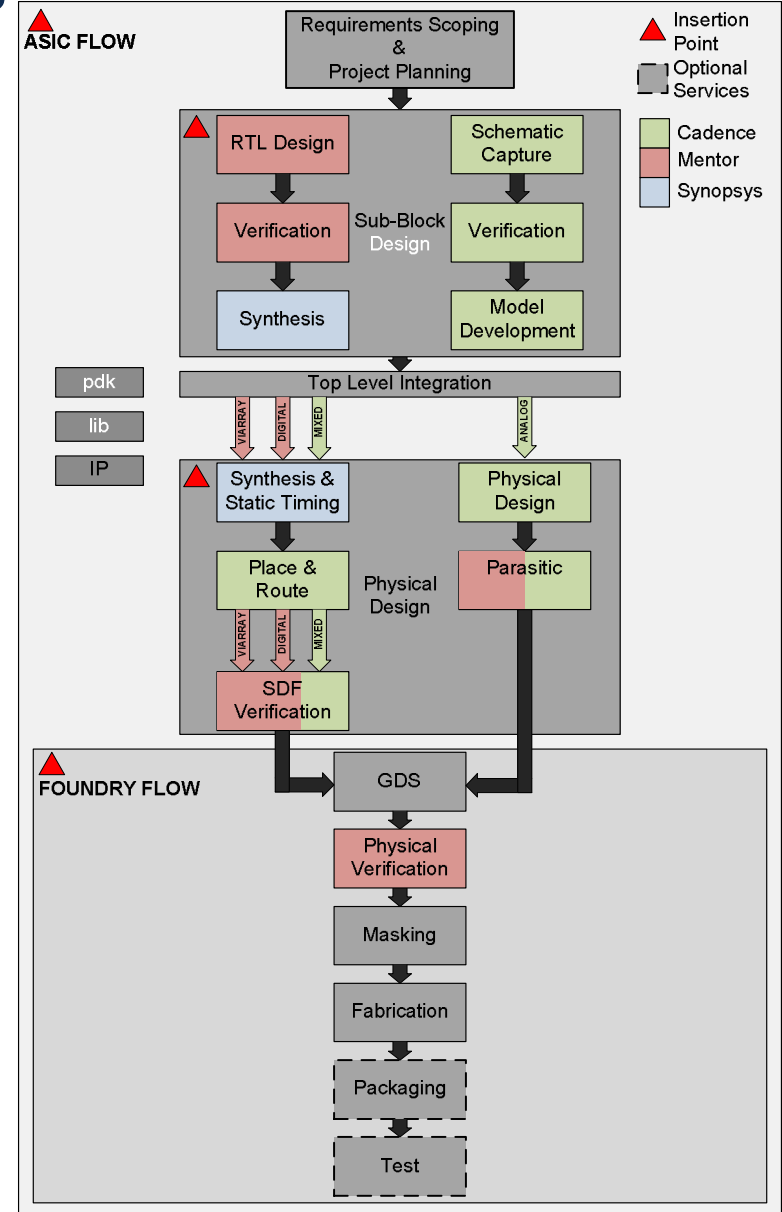 ASIC FLOW
Requirements Scoping
&
Project Planning
Insertion
Point
Optional
Services
Cadence
Mentor
Synopsys
RTL Design
Schematic
Capture
Verification
Sub-Block
Design
Verification
Synthesis
Model
Development
pdk
lib
IP
Top Level Integration
VIARRAY
DIGITAL
MIXED
ANALOG
Synthesis &
Static Timing
Physical
Design
Place &
Route
Physical
Design
Parasitic
VIARRAY
DIGITAL
MIXED
SDF
Verification
FOUNDRY FLOW
GDS
Physical
Verification
Masking
Fabrication
Packaging
Test